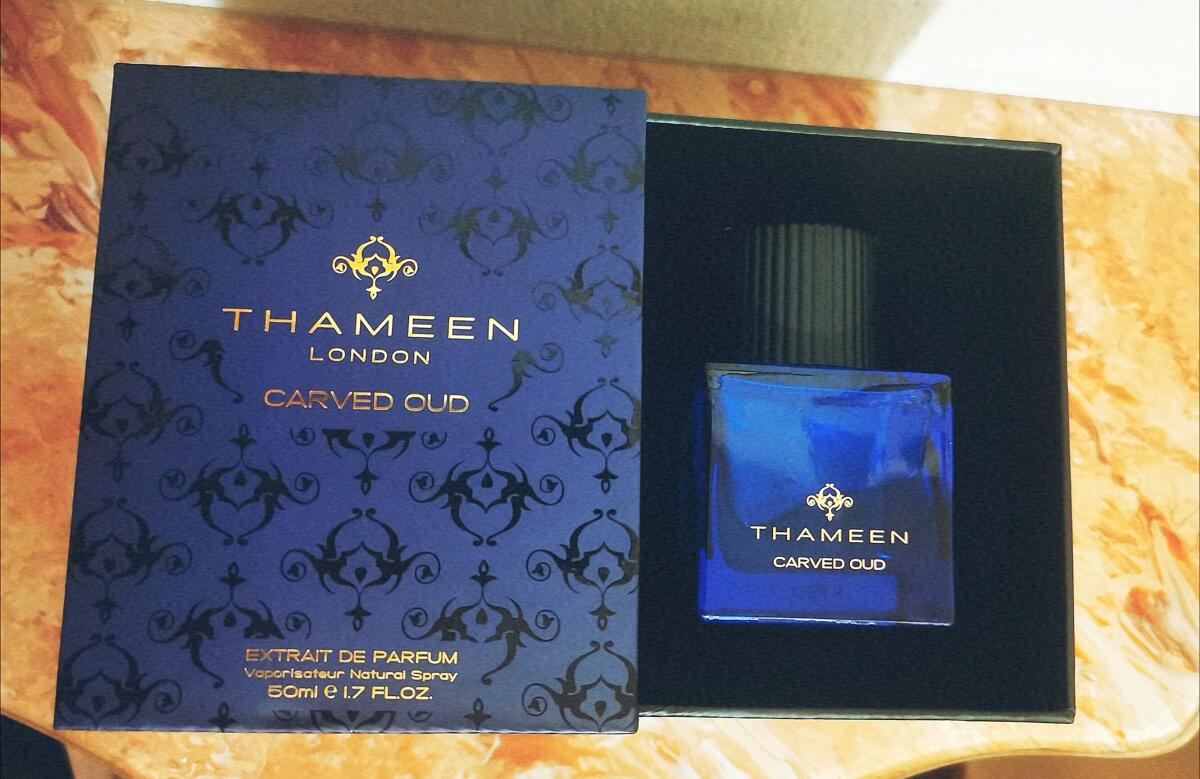 THAMEEN
LONDON
CARVED OUD
EXTRAIT DE PARFUM
Vaporisateur Natural Spray
50ml ℮ 1.7 FL.OZ.
THAMEEN
CARVED OUD